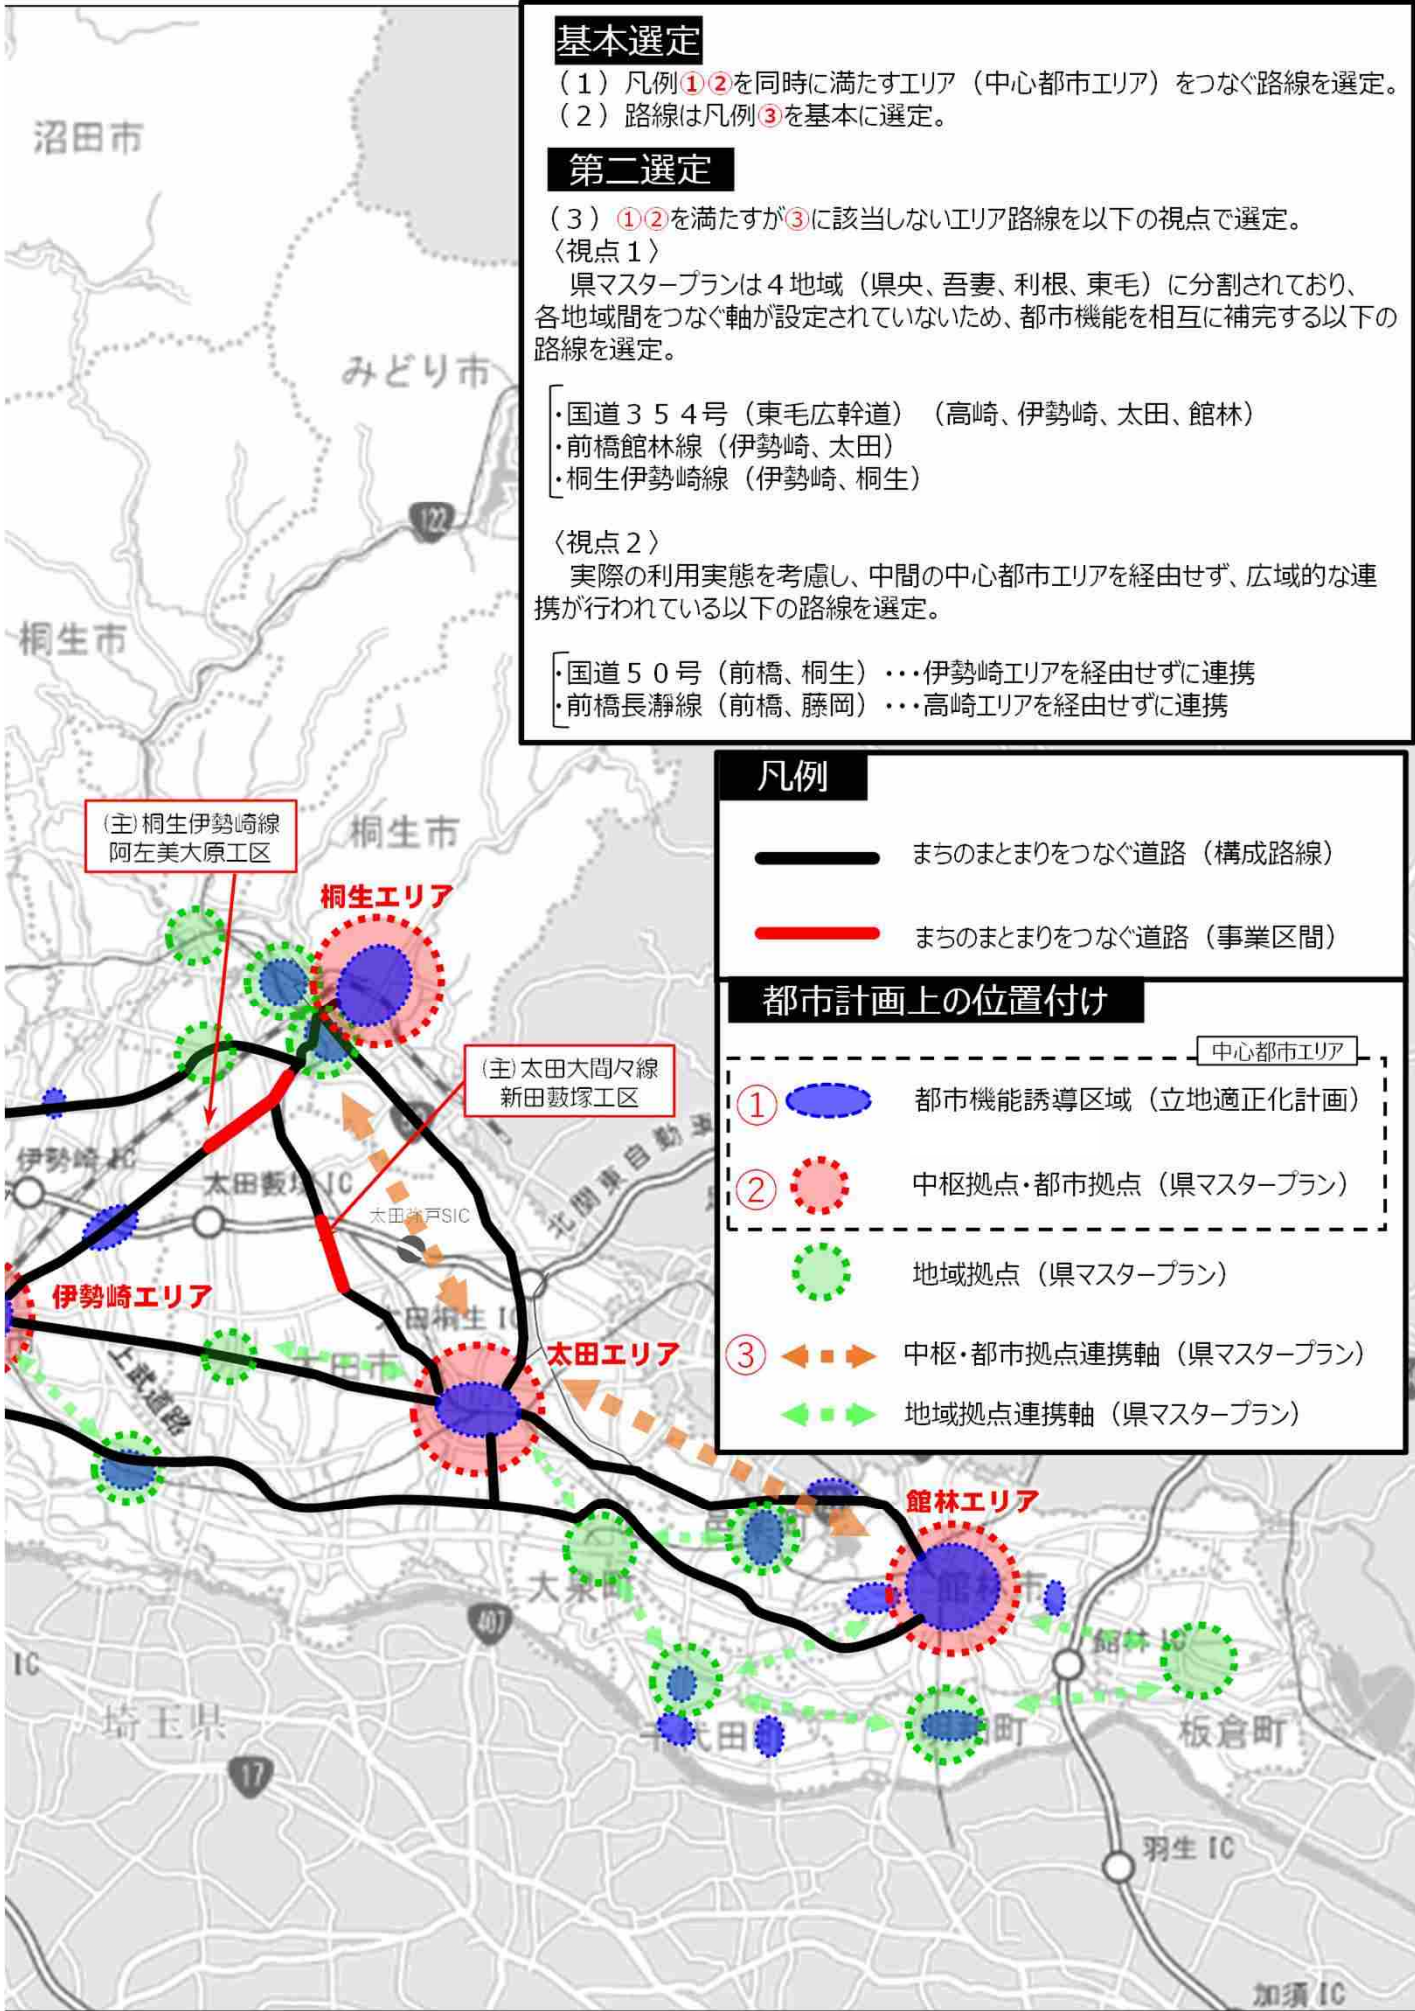 基本選定
（１）凡例①②を同時に満たすエリア（中心都市エリア）をつなぐ路線を選定。
（２）路線は凡例③を基本に選定。
第二選定
（３）①②を満たすが③に該当しないエリア路線を以下の視点で選定。
〈視点１〉
県マスタープランは４地域（県央、吾妻、利根、東毛）に分割されており、
各地域間をつなぐ軸が設定されていないため、都市機能を相互に補完する以下の
路線を選定。
・国道３５４号（東毛広幹道）（高崎、伊勢崎、太田、館林）
・前橋館林線（伊勢崎、太田）
・桐生伊勢崎線（伊勢崎、桐生）
〈視点２〉
実際の利用実態を考慮し、中間の中心都市エリアを経由せず、広域的な連
携が行われている以下の路線を選定。
・国道５０号（前橋、桐生）・・・伊勢崎エリアを経由せずに連携
・前橋長瀞線（前橋、藤岡）・・・高崎エリアを経由せずに連携
凡例
まちのまとまりをつなぐ道路（構成路線）
まちのまとまりをつなぐ道路（事業区間）
都市計画上の位置付け
中心都市エリア
① 都市機能誘導区域（立地適正化計画）
② 中枢拠点・都市拠点（県マスタープラン）
地域拠点（県マスタープラン）
③ 中枢・都市拠点連携軸（県マスタープラン）
地域拠点連携軸（県マスタープラン）
沼田市
みどり市
122
桐生市
(主)桐生伊勢崎線
阿左美大原工区
桐生市
桐生エリア
(主)太田大間々線
新田藪塚工区
伊勢崎 IC
太田藪塚 IC
北関東自動車
伊勢崎エリア
太田桐生 IC
太田市
太田エリア
上武道路
館林エリア
館林市
大泉町
407
館林 IC
IC
埼玉県
千代田町
板倉町
17
羽生 IC
加須 IC